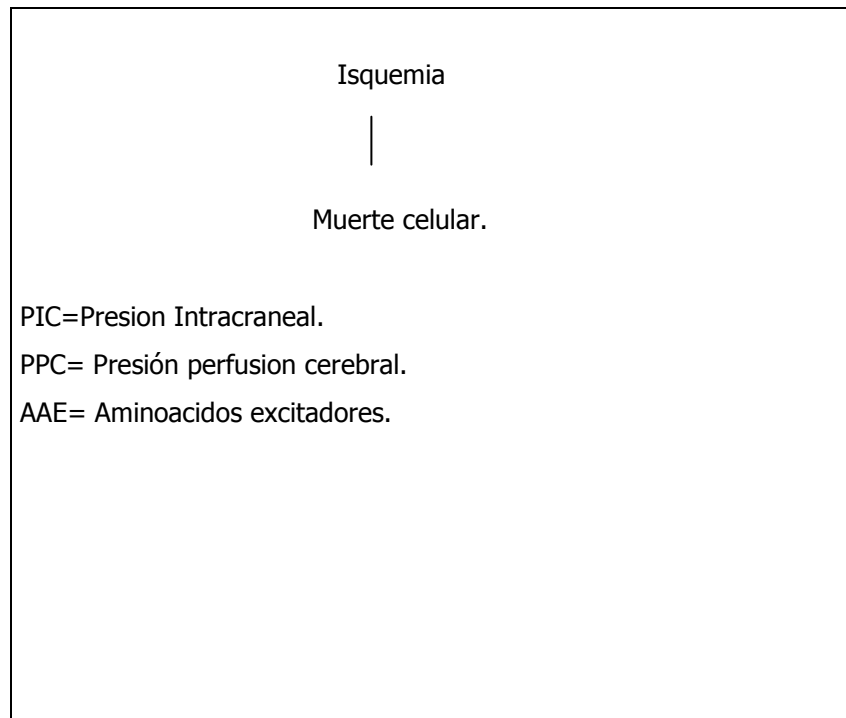 Isquemia
Muerte celular.
PIC=Presion Intracraneal.
PPC= Presión perfusion cerebral.
AAE= Aminoacidos excitadores.